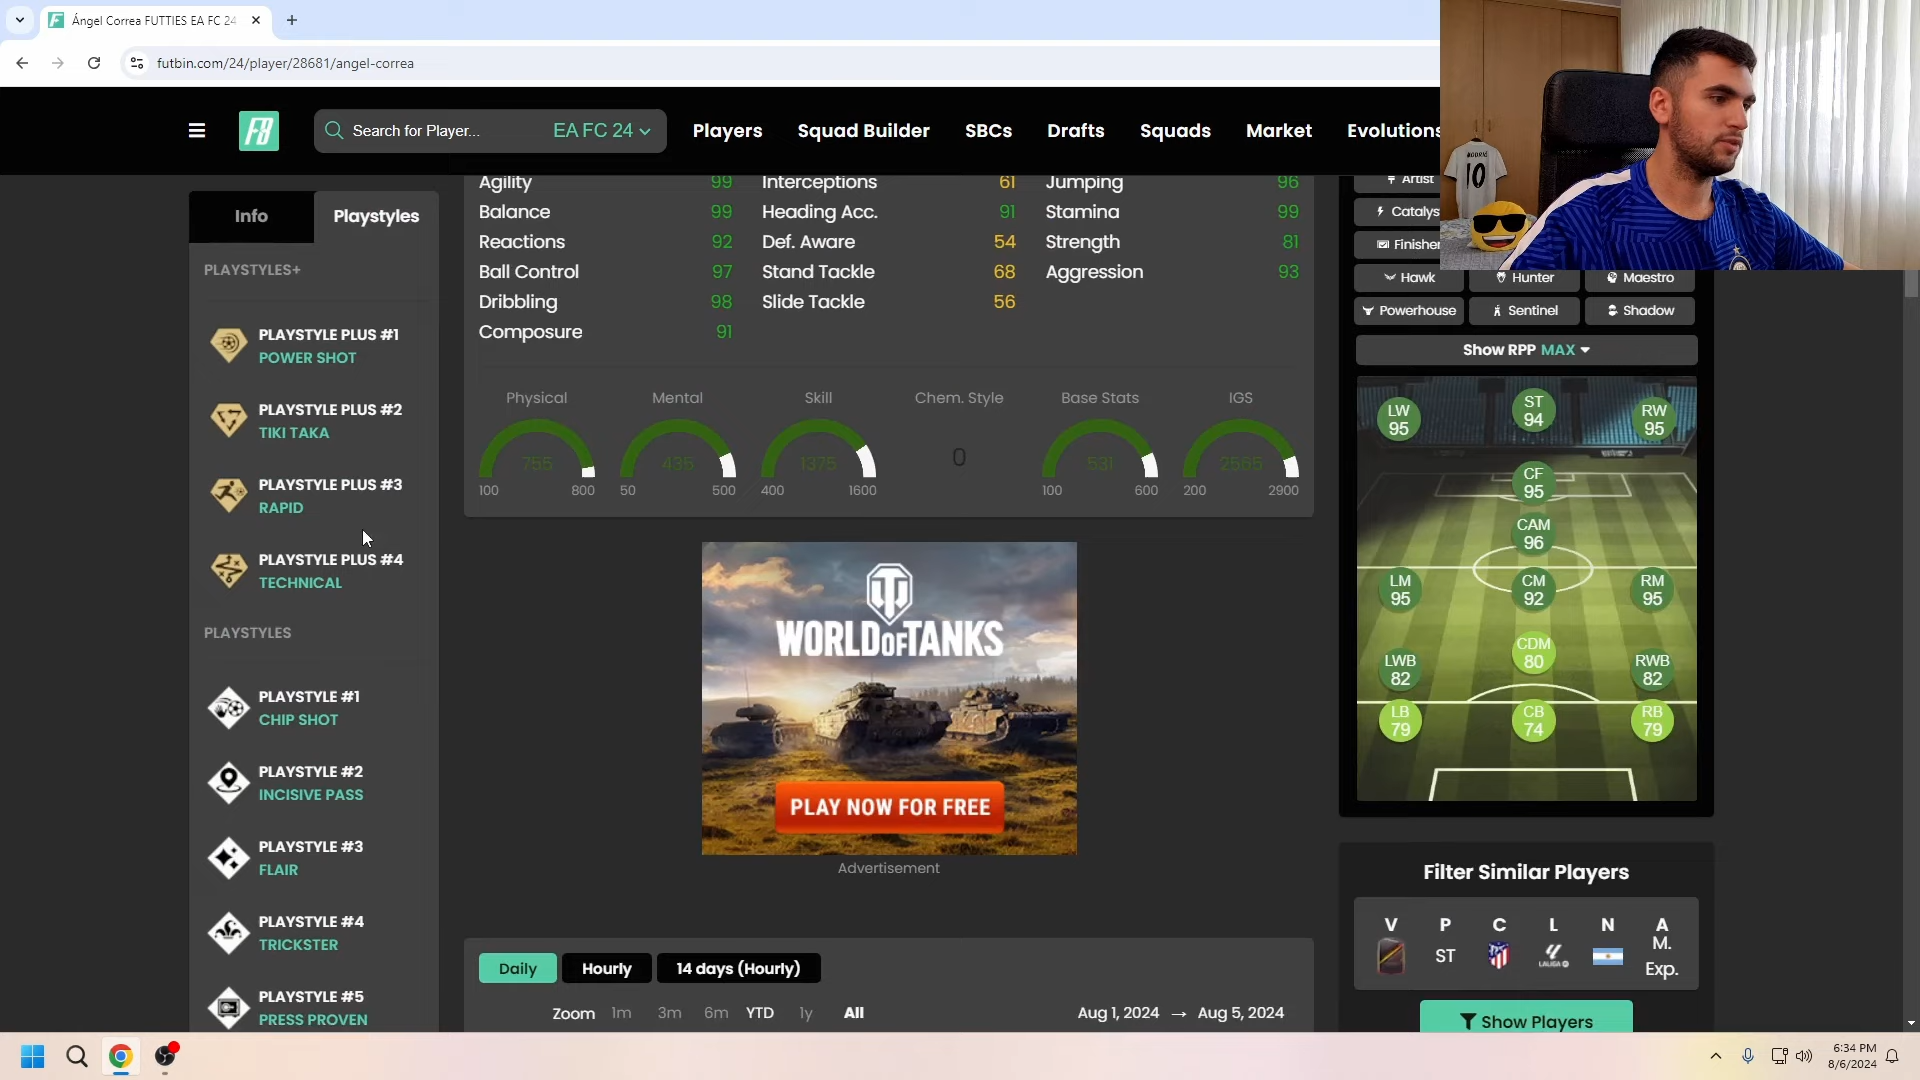 Ángel Correa FUTTIES EA FC 24
futbin.com/24/player/28681/angel-correa
Search for Player...
EA FC 24
Players
Squad Builder
SBCs
Drafts
Squads
Market
Evolutions
Info
Playstyles
PLAYSTYLES+
PLAYSTYLE PLUS #1
POWER SHOT
PLAYSTYLE PLUS #2
TIKI TAKA
PLAYSTYLE PLUS #3
RAPID
PLAYSTYLE PLUS #4
TECHNICAL
PLAYSTYLES
PLAYSTYLE #1
CHIP SHOT
PLAYSTYLE #2
INCISIVE PASS
PLAYSTYLE #3
FLAIR
PLAYSTYLE #4
TRICKSTER
PLAYSTYLE #5
PRESS PROVEN
Agility 99
Balance 99
Reactions 92
Ball Control 97
Dribbling 98
Composure 91
Interceptions 61
Heading Acc. 91
Def. Aware 54
Stand Tackle 68
Slide Tackle 56
Jumping 96
Stamina 99
Strength 81
Aggression 93
Physical
755
100 800
Mental
435
50 500
Skill
1375
400 1600
Chem. Style
0
Base Stats
531
100 600
IGS
2565
200 2900
WORLD OF TANKS
PLAY NOW FOR FREE
Advertisement
Daily
Hourly
14 days (Hourly)
Zoom 1m 3m 6m YTD 1y All
Aug 1, 2024 → Aug 5, 2024
Artist
Catalys
Finisher
Hawk
Hunter
Maestro
Powerhouse
Sentinel
Shadow
Show RPP MAX
LW
95
ST
94
RW
95
CF
95
CAM
96
LM
95
CM
92
RM
95
CDM
80
LWB
82
RWB
82
LB
79
CB
74
RB
79
Filter Similar Players
V P C L N A
ST
LALIGA
M.
Exp.
Show Players
MODRIĆ
10
6:34 PM
8/6/2024